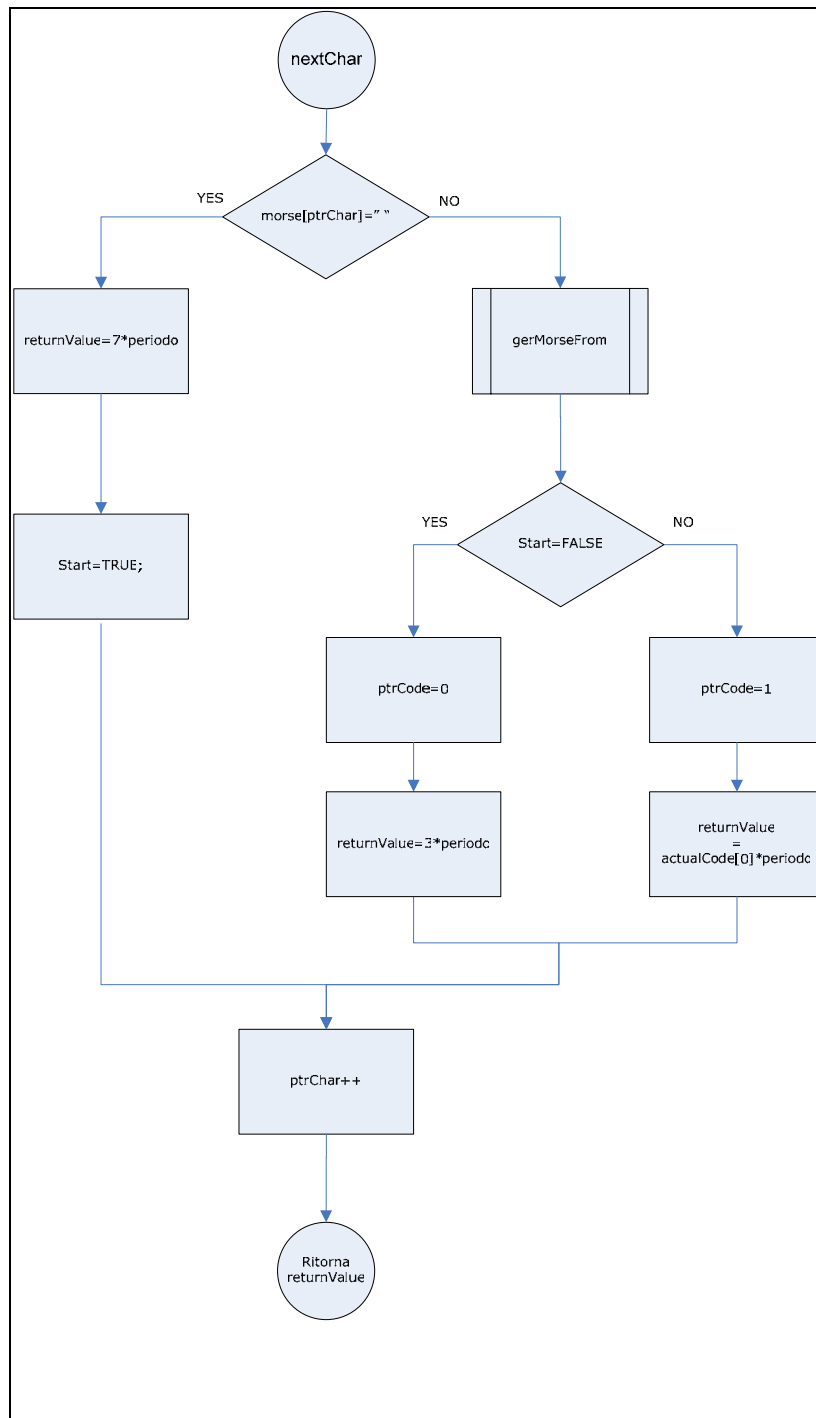 nextChar
YES
morse[ptrChar]=” “
NO
returnValue=7*periodo
gerMorseFrom
Start=TRUE;
YES
Start=FALSE
NO
ptrCode=0
ptrCode=1
returnValue=3*periodo
returnValue
=
actualCode[0]*periodo
ptrChar++
Ritorna
returnValue